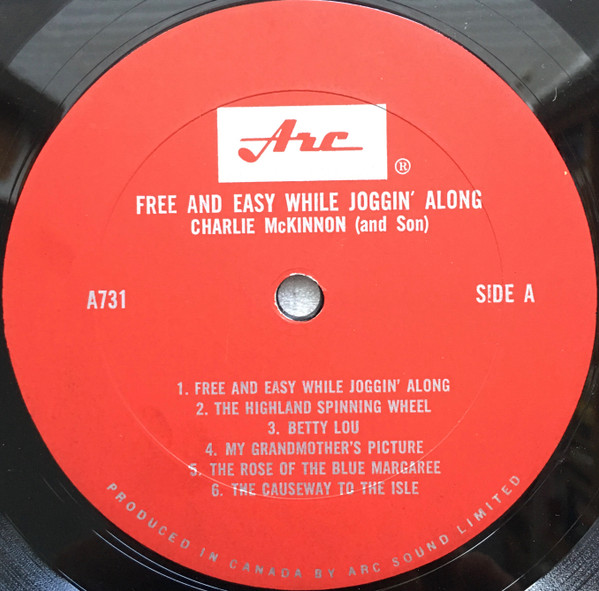 Arc
®
FREE AND EASY WHILE JOGGIN' ALONG
CHARLIE McKINNON (and Son)
A731
SIDE A
1. FREE AND EASY WHILE JOGGIN' ALONG
2. THE HIGHLAND SPINNING WHEEL
3. BETTY LOU
4. MY GRANDMOTHER'S PICTURE
5. THE ROSE OF THE BLUE MARGAREE
6. THE CAUSEWAY TO THE ISLE
PRODUCED IN CANADA BY ARC SOUND LIMITED